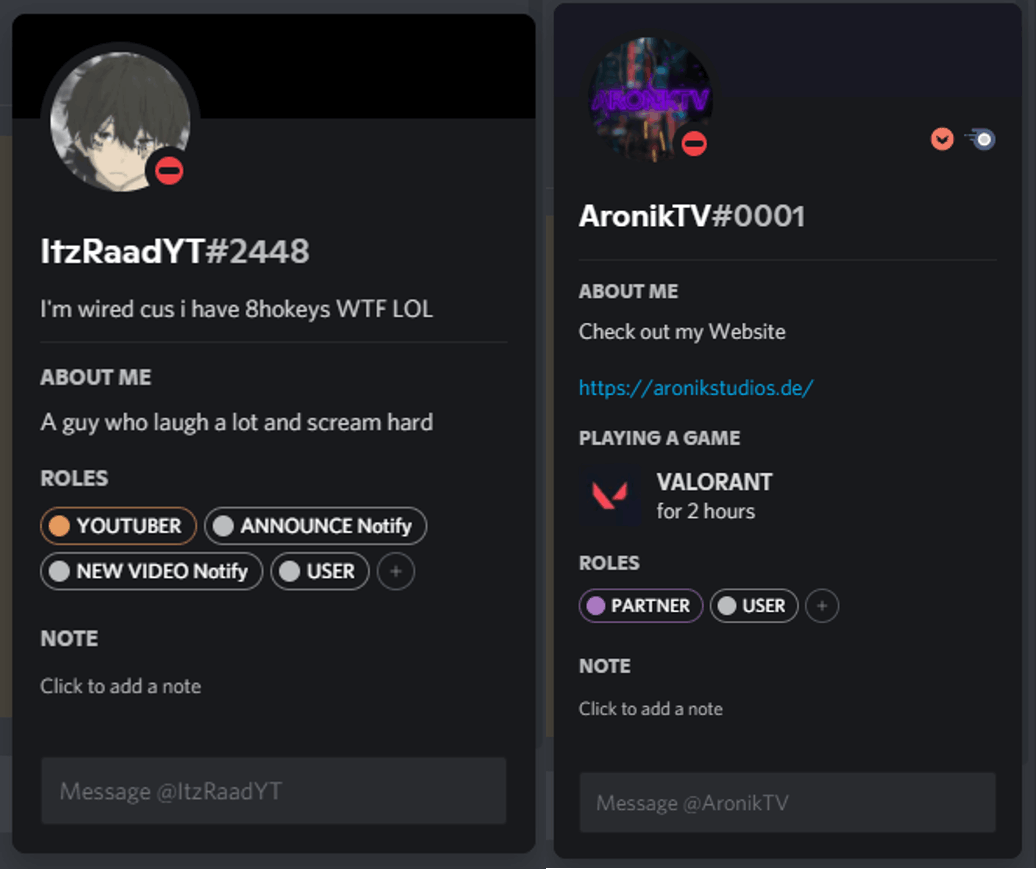 ItzRaadYT#2448
I'm wired cus i have 8hokeys WTF LOL
ABOUT ME
A guy who laugh a lot and scream hard
ROLES
YOUTUBER ANNOUNCE Notify
NEW VIDEO Notify USER +
NOTE
Click to add a note
Message @ItzRaadYT
ARONIKTV
AronikTV#0001
ABOUT ME
Check out my Website
https://aronikstudios.de/
PLAYING A GAME
VALORANT
for 2 hours
ROLES
PARTNER USER +
NOTE
Click to add a note
Message @AronikTV